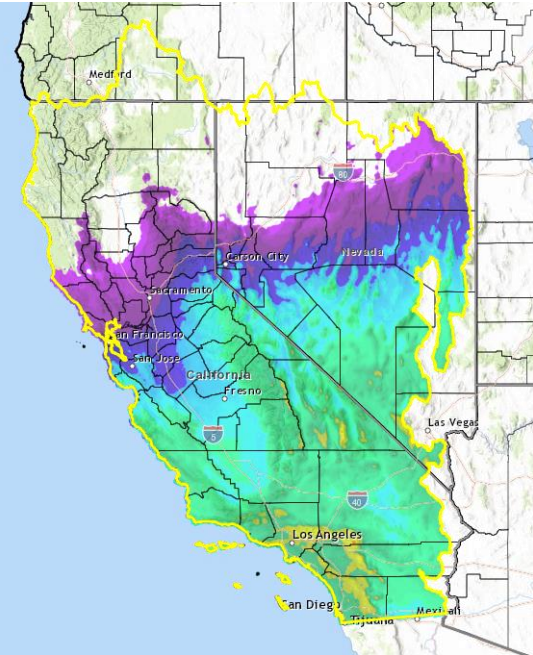 Medford
80
Nevada
Carson City
Sacramento
an Francisco
San Jose
California
Fresno
5
Las Vegas
40
Los Angeles
San Diego
Tijuana
Mexicali